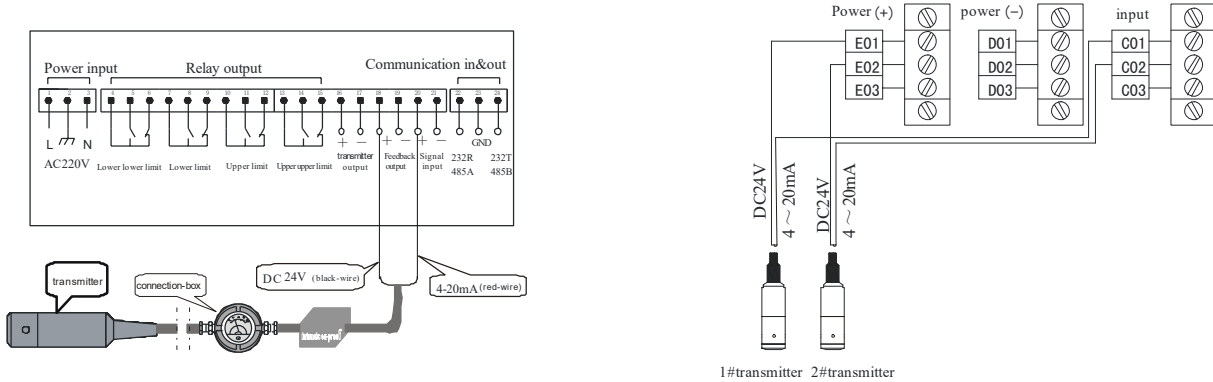 Power input
Relay output
Communication in&out
1 2 3 4 5 6 7 8 9 10 11 12 13 14 15 16 17 18 19 20 21 22 23 24
L N
AC220V
Lower lower limit
Lower limit
Upper limit
Upper upper limit
+ −
transmitter
output
+ −
Feedback
output
+ −
Signal
input
GND
232R 232T
485A 485B
transmitter
connection-box
DC 24V (black-wire)
4-20mA (red-wire)
Power (+)
E01
E02
E03
power (−)
D01
D02
D03
input
C01
C02
C03
DC24V
4～20mA
DC24V
4～20mA
1#transmitter 2#transmitter